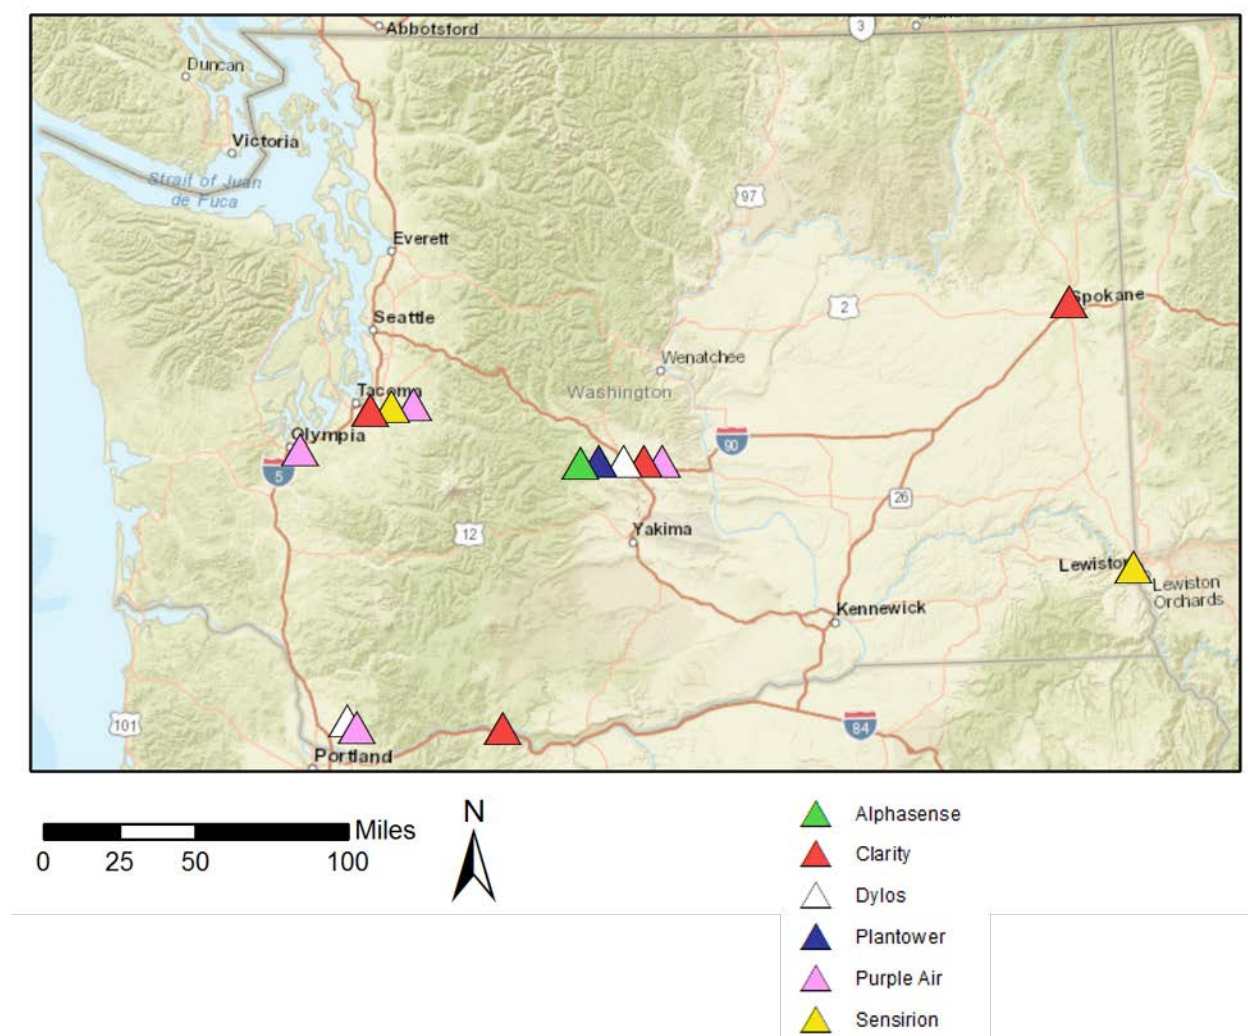 Abbotsford
3
Duncan
Victoria
Strait of Juan
de Fuca
97
Everett
Spokane
2
Seattle
Wenatchee
Tacoma
Washington
Olympia
90
5
26
12
Yakima
Lewiston
Lewiston
Orchards
Kennewick
101
84
Portland
N
Miles
0 25 50 100
Alphasense
Clarity
Dylos
Plantower
Purple Air
Sensirion